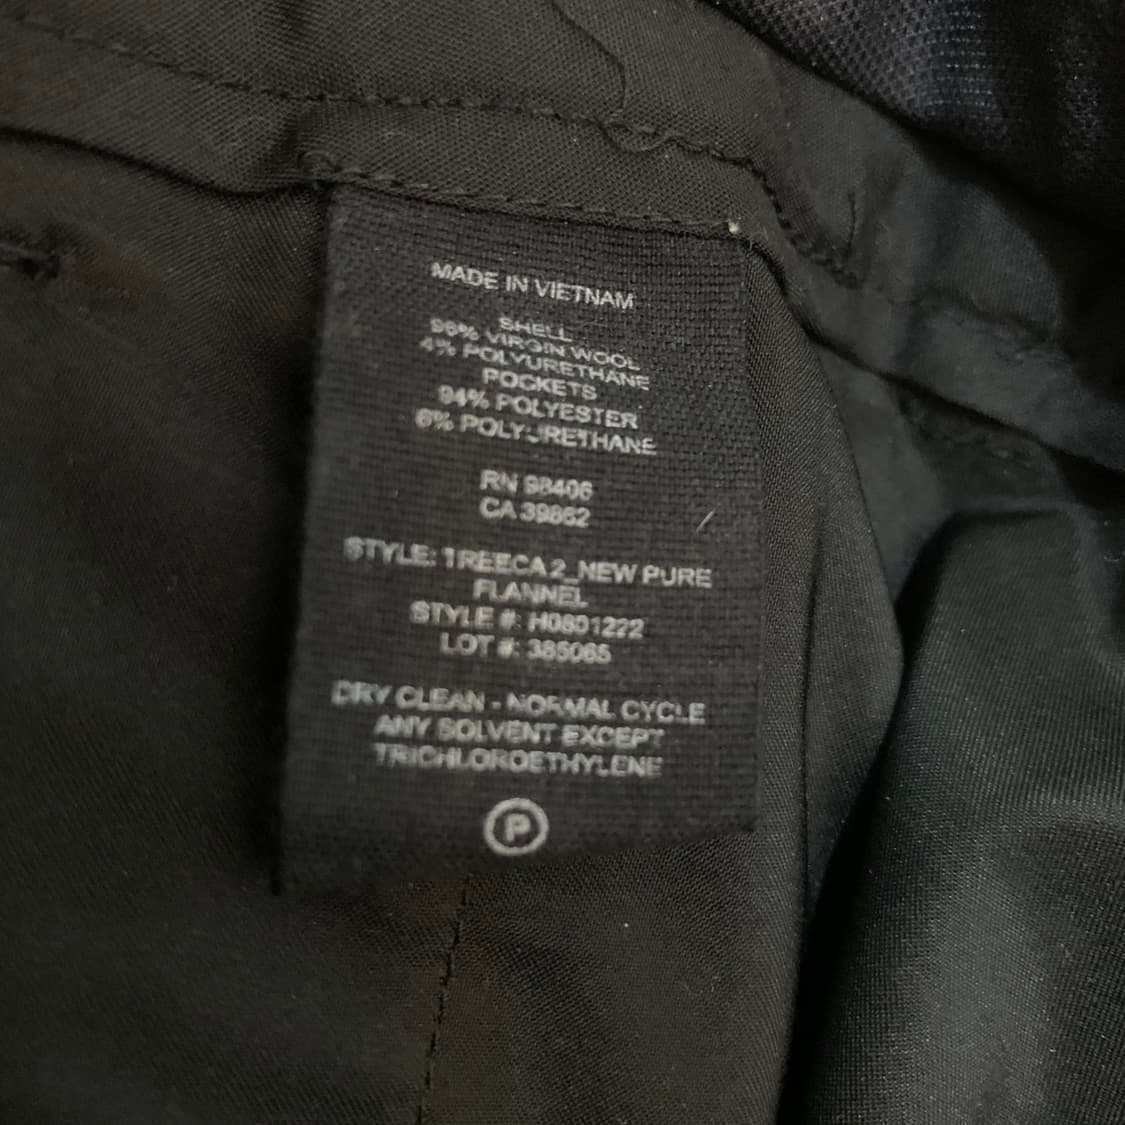 MADE IN VIETNAM
SHELL
96% VIRGIN WOOL
4% POLYURETHANE
POCKETS
94% POLYESTER
6% POLYURETHANE
RN 98406
CA 39862
STYLE: TREECA 2_NEW PURE
FLANNEL
STYLE #: H0801222
LOT #: 385065
DRY CLEAN - NORMAL CYCLE
ANY SOLVENT EXCEPT
TRICHLOROETHYLENE
P